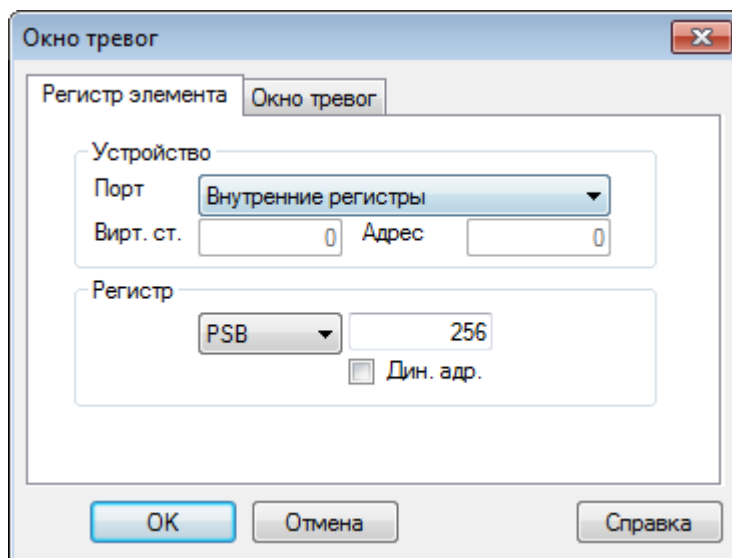 Окно тревог
Регистр элемента Окно тревог
Устройство
Порт Внутренние регистры
Вирт. ст. 0 Адрес 0
Регистр
PSB 256
Дин. адр.
OK Отмена Справка